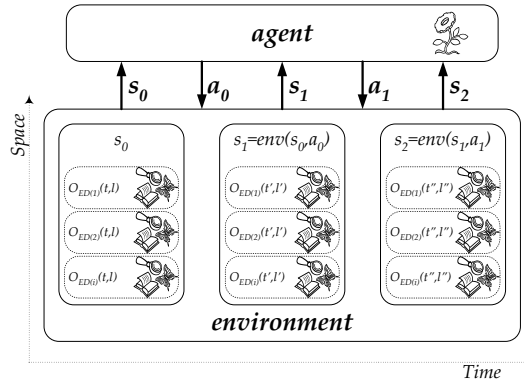 agent
s0 a0 s1 a1 s2
Space
s0 s1=env(s0,a0) s2=env(s1,a1)
OED(1)(t,l) OED(1)(t',l') OED(1)(t'',l'')
OED(2)(t,l) OED(2)(t',l') OED(2)(t'',l'')
OED(i)(t,l) OED(i)(t',l') OED(i)(t'',l'')
environment
Time